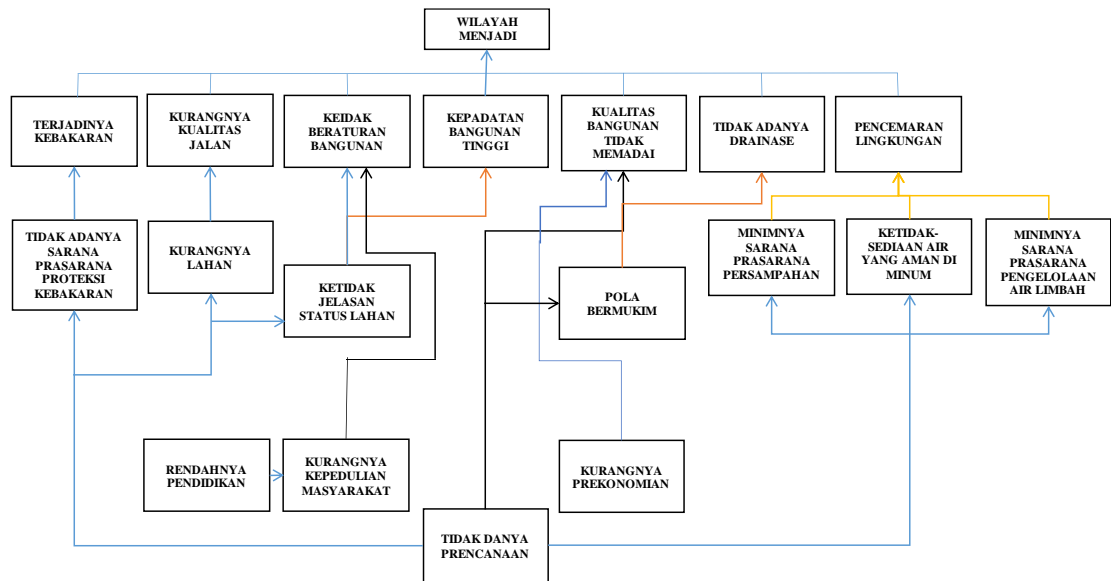 WILAYAH
MENJADI
TERJADINYA
KEBAKARAN
KURANGNYA
KUALITAS
JALAN
KEIDAK
BERATURAN
BANGUNAN
KEPADATAN
BANGUNAN
TINGGI
KUALITAS
BANGUNAN
TIDAK
MEMADAI
TIDAK ADANYA
DRAINASE
PENCEMARAN
LINGKUNGAN
TIDAK ADANYA
SARANA
PRASARANA
PROTEKSI
KEBAKARAN
KURANGNYA
LAHAN
KETIDAK
JELASAN
STATUS LAHAN
POLA
BERMUKIM
MINIMNYA
SARANA
PRASARANA
PERSAMPAHAN
KETIDAK-
SEDIAAN AIR
YANG AMAN DI
MINUM
MINIMNYA
SARANA
PRASARANA
PENGELOLAAN
AIR LIMBAH
RENDAHNYA
PENDIDIKAN
KURANGNYA
KEPEDULIAN
MASYARAKAT
KURANGNYA
PREKONOMIAN
TIDAK DANYA
PRENCANAAN